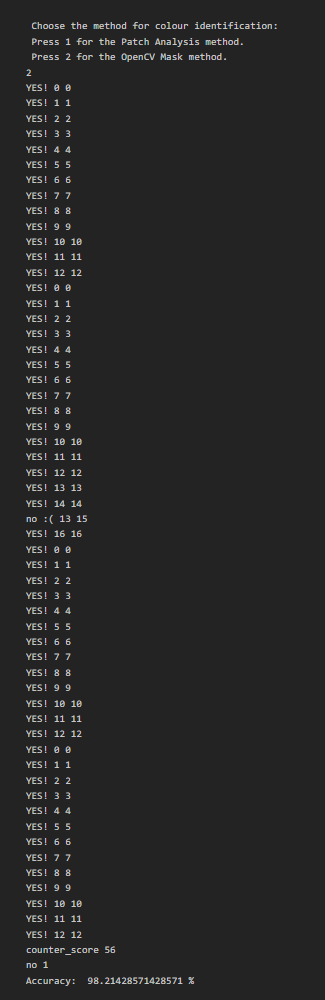 Choose the method for colour identification:
Press 1 for the Patch Analysis method.
Press 2 for the OpenCV Mask method.
2
YES! 0 0
YES! 1 1
YES! 2 2
YES! 3 3
YES! 4 4
YES! 5 5
YES! 6 6
YES! 7 7
YES! 8 8
YES! 9 9
YES! 10 10
YES! 11 11
YES! 12 12
YES! 0 0
YES! 1 1
YES! 2 2
YES! 3 3
YES! 4 4
YES! 5 5
YES! 6 6
YES! 7 7
YES! 8 8
YES! 9 9
YES! 10 10
YES! 11 11
YES! 12 12
YES! 13 13
YES! 14 14
no :( 13 15
YES! 16 16
YES! 0 0
YES! 1 1
YES! 2 2
YES! 3 3
YES! 4 4
YES! 5 5
YES! 6 6
YES! 7 7
YES! 8 8
YES! 9 9
YES! 10 10
YES! 11 11
YES! 12 12
YES! 0 0
YES! 1 1
YES! 2 2
YES! 3 3
YES! 4 4
YES! 5 5
YES! 6 6
YES! 7 7
YES! 8 8
YES! 9 9
YES! 10 10
YES! 11 11
YES! 12 12
counter_score 56
no 1
Accuracy:  98.21428571428571 %